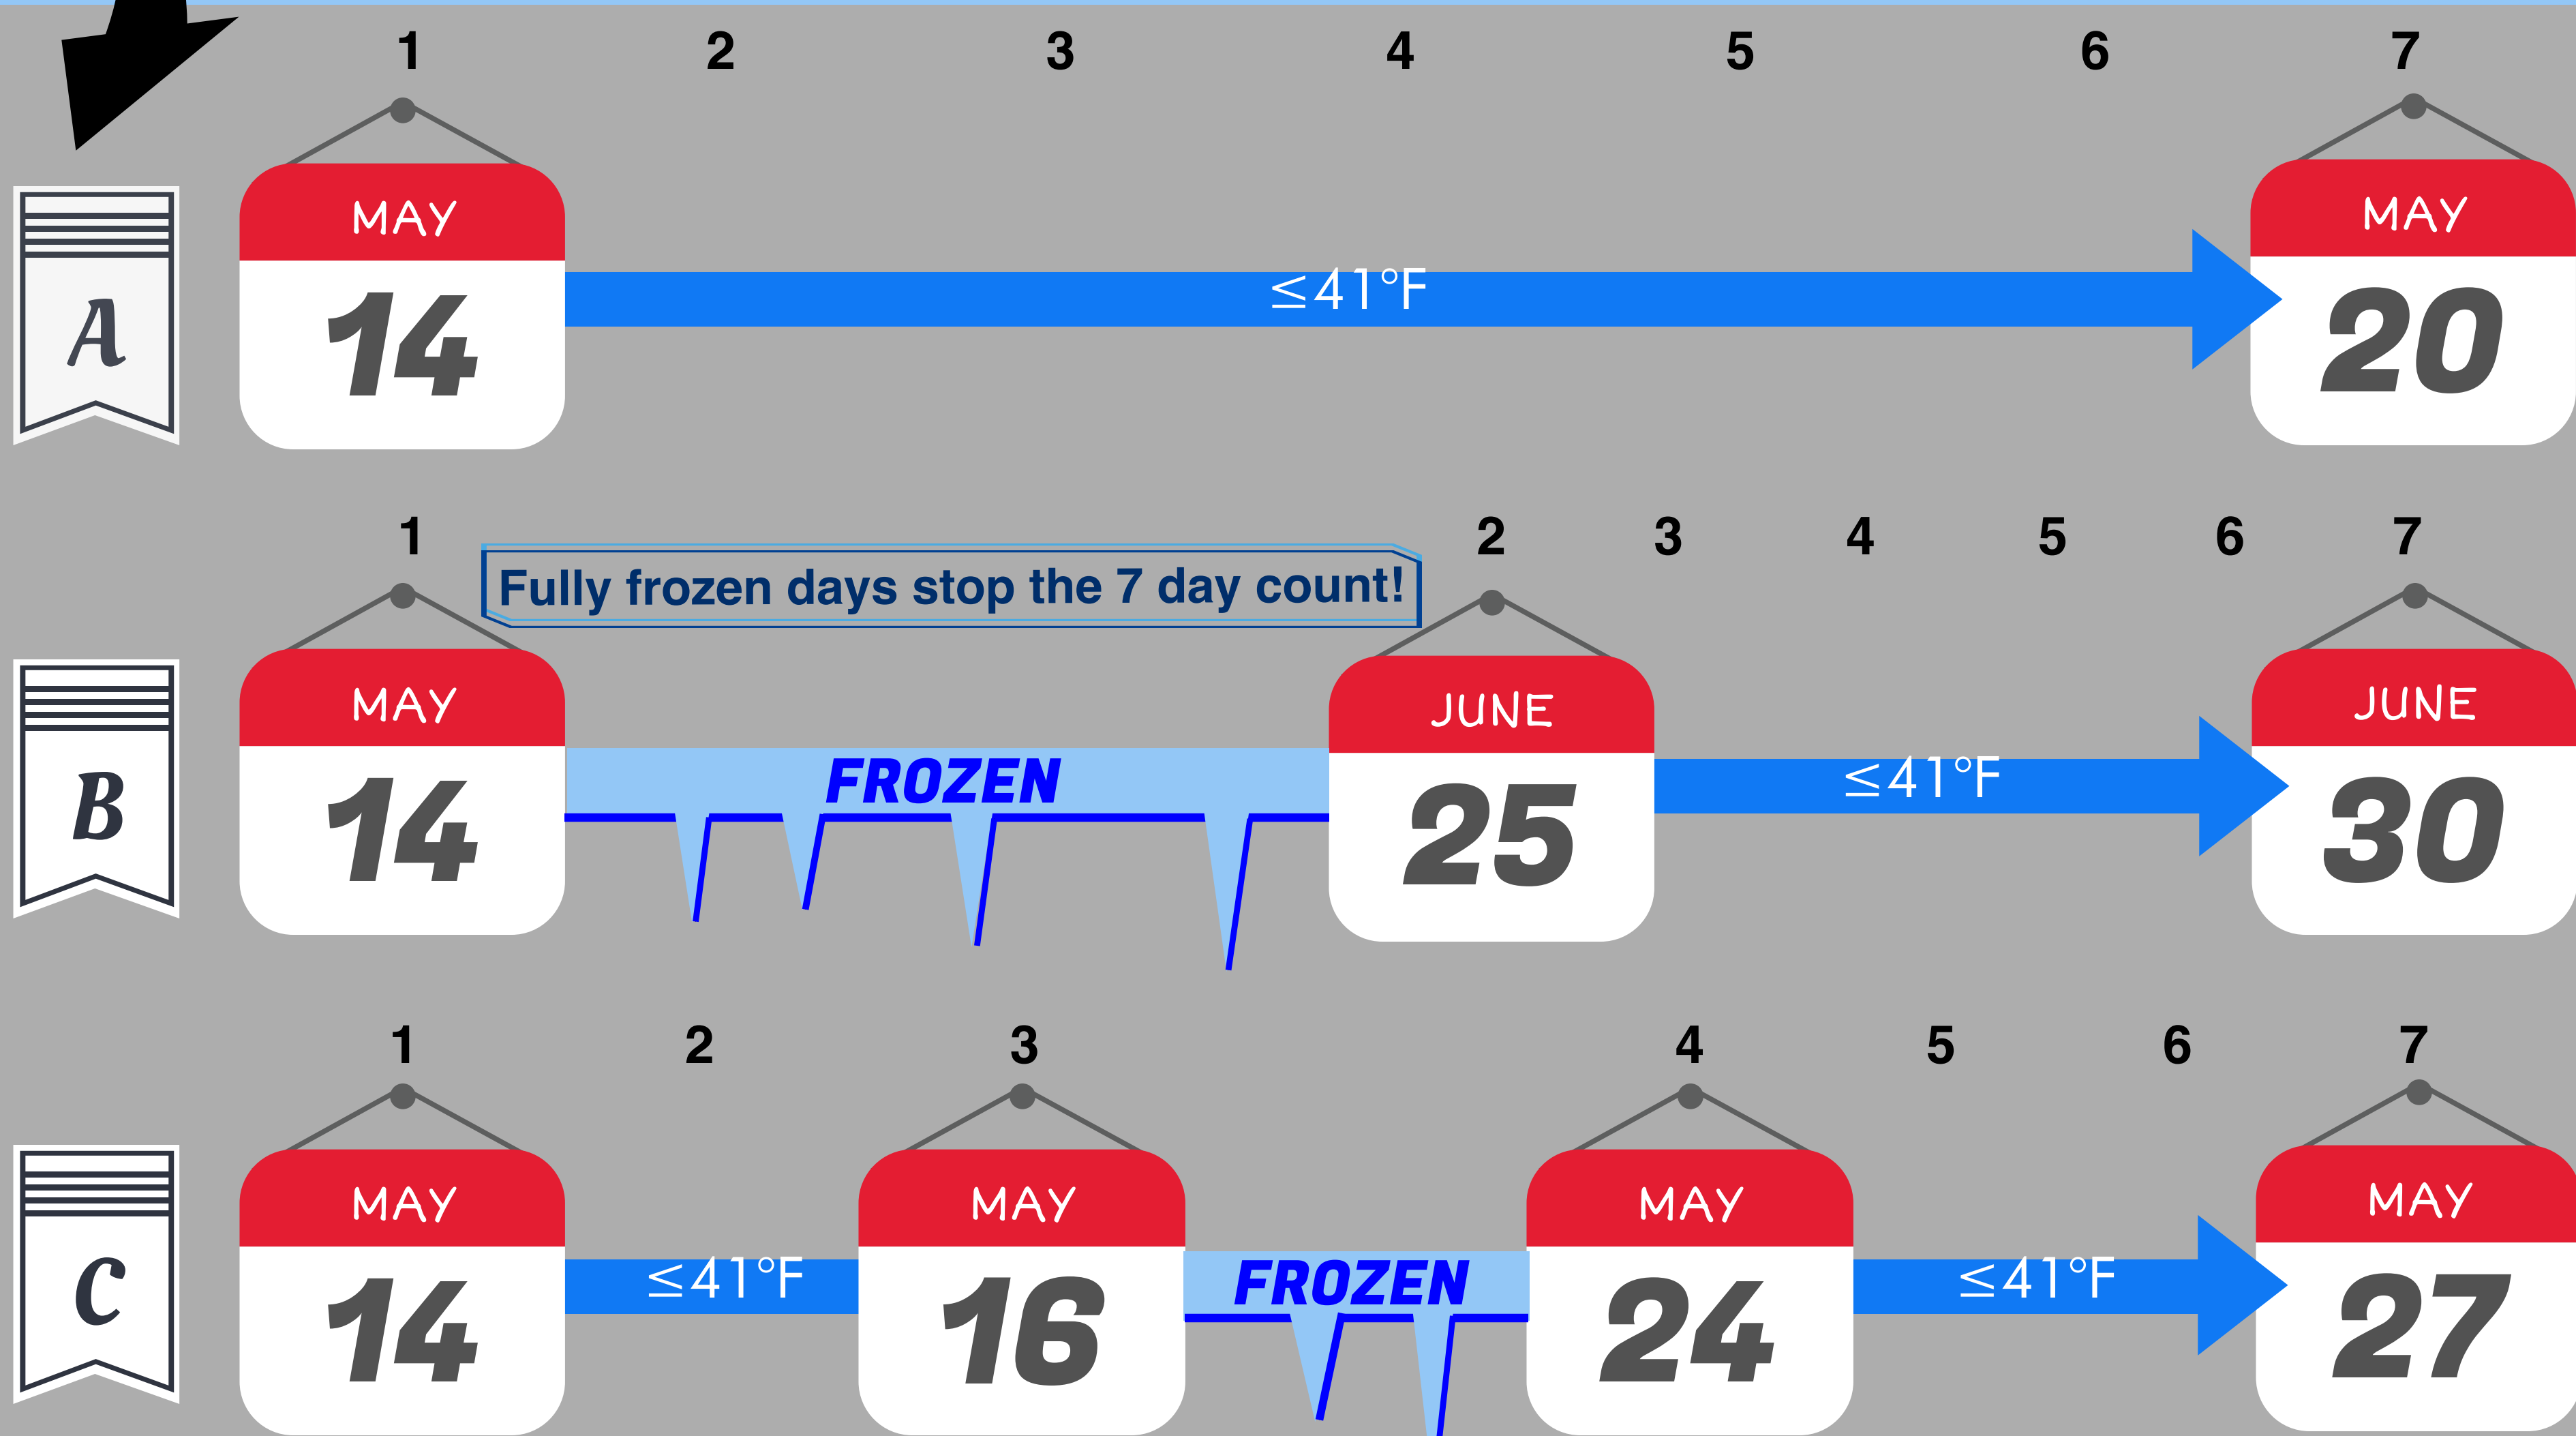 1 2 3 4 5 6 7
MAY MAY
A 14 ≤41°F 20
1 2 3 4 5 6 7
Fully frozen days stop the 7 day count!
MAY JUNE JUNE
B 14 FROZEN 25 ≤41°F 30
1 2 3 4 5 6 7
MAY MAY MAY MAY
C 14 ≤41°F 16 FROZEN 24 ≤41°F 27